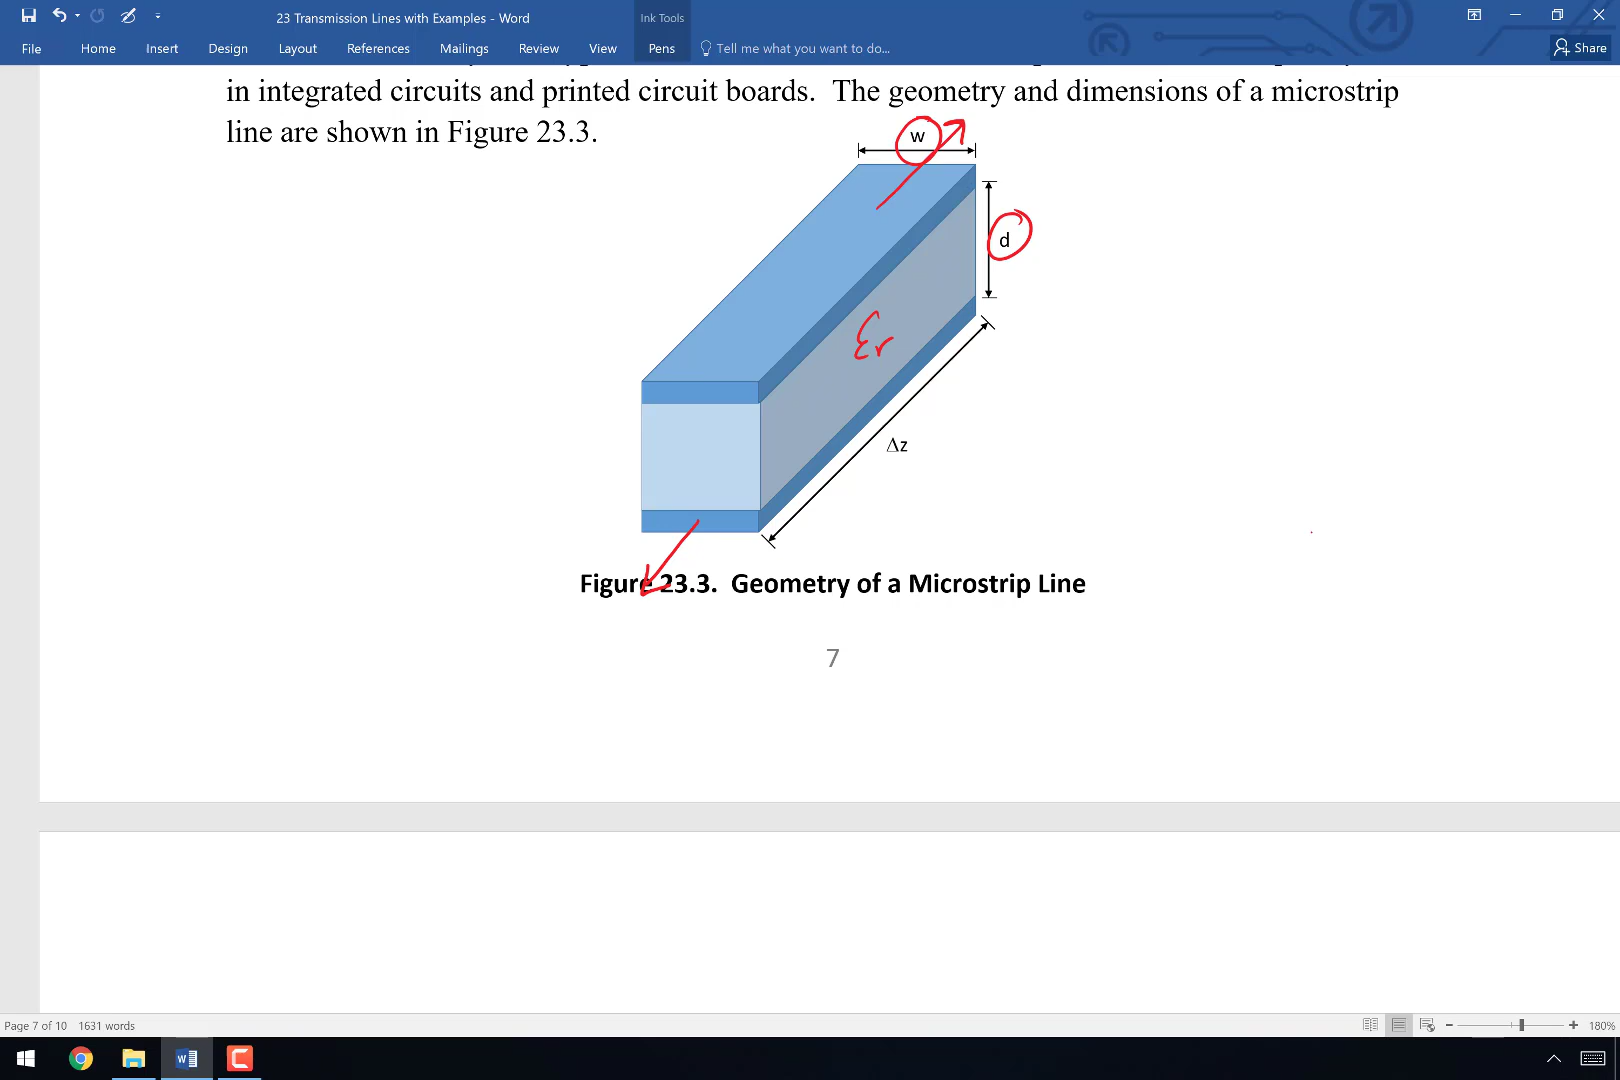 23 Transmission Lines with Examples - Word
Ink Tools
File Home Insert Design Layout References Mailings Review View Pens Tell me what you want to do... Share
in integrated circuits and printed circuit boards. The geometry and dimensions of a microstrip
line are shown in Figure 23.3.
w
d
εr
Δz
Figure 23.3. Geometry of a Microstrip Line
7
Page 7 of 10 1631 words
180%